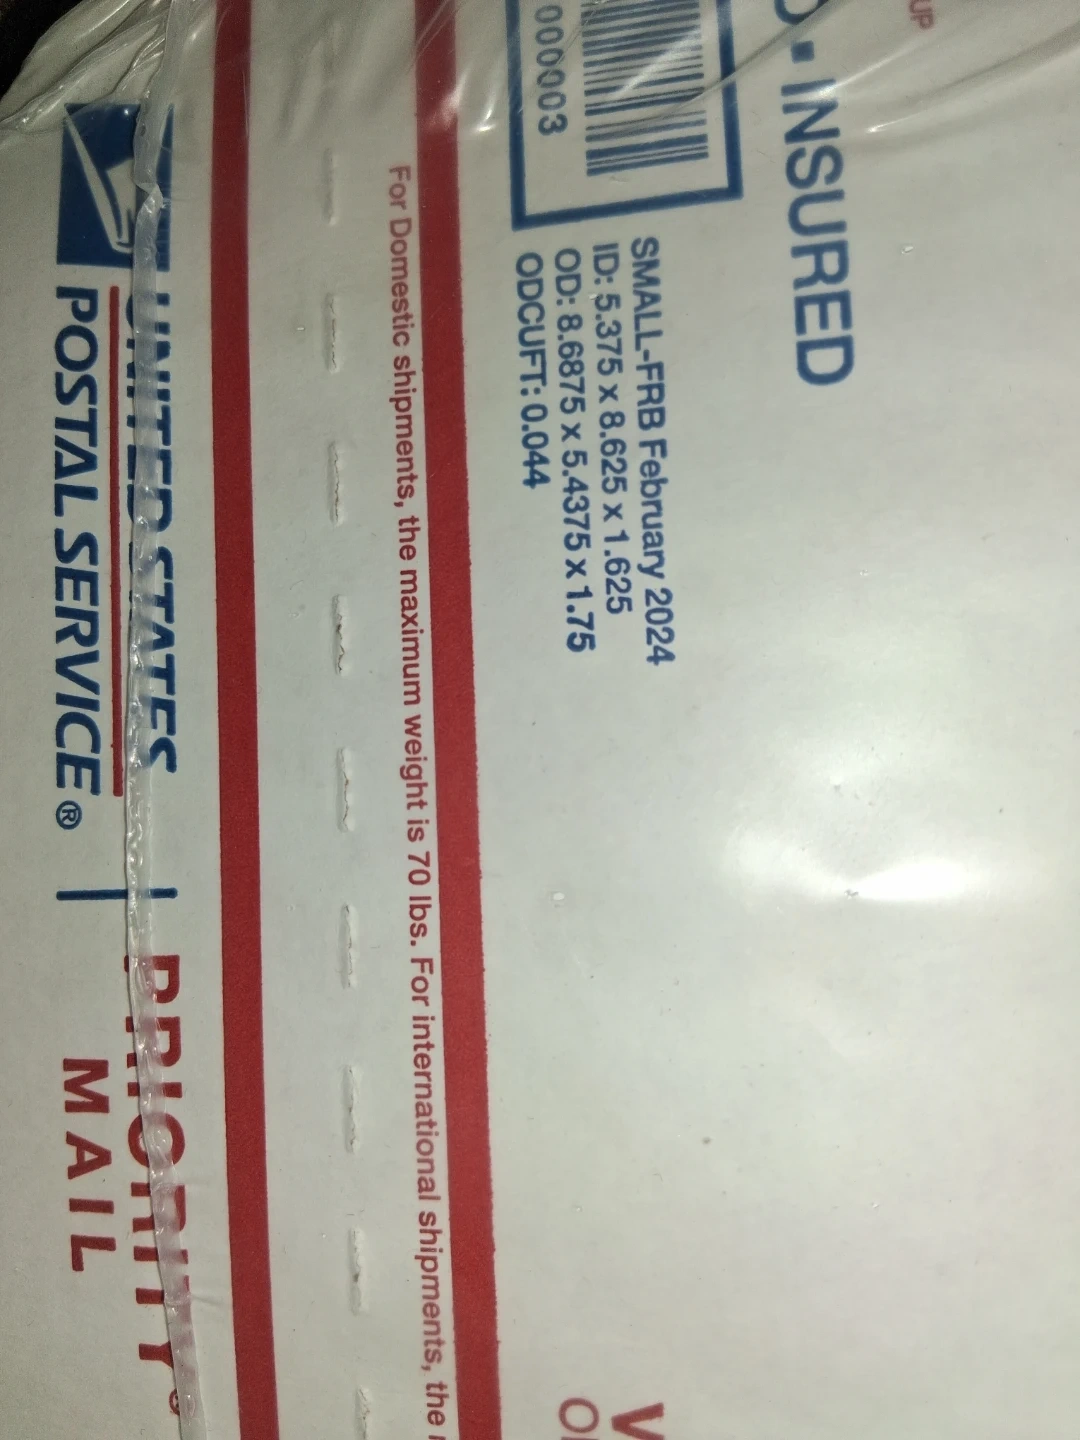 UP
. INSURED
000003
SMALL-FRB February 2024
ID: 5.375 x 8.625 x 1.625
OD: 8.6875 x 5.4375 x 1.75
ODCUFT: 0.044
For Domestic shipments, the maximum weight is 70 lbs. For international shipments, the
UNITED STATES
POSTAL SERVICE®
PRIORITY®
MAIL